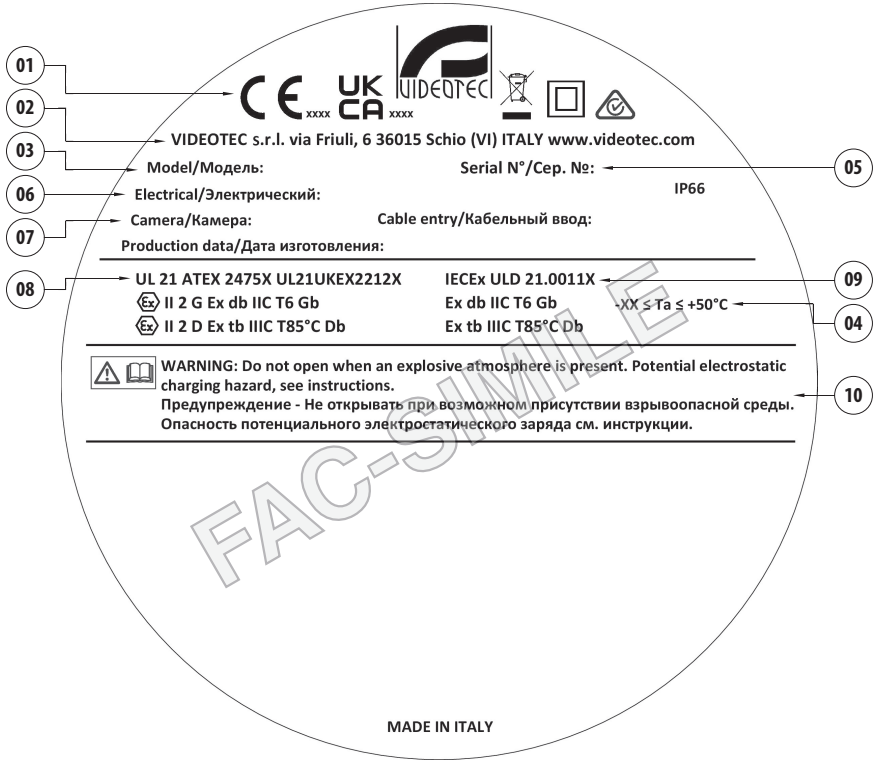 01
CE xxxx UK CA xxxx VIDEOTEC
02
VIDEOTEC s.r.l. via Friuli, 6 36015 Schio (VI) ITALY www.videotec.com
03 Model/Модель: Serial N°/Сер. №: 05
06 Electrical/Электрический: IP66
07 Camera/Камера: Cable entry/Кабельный ввод:
Production data/Дата изготовления:
08 UL 21 ATEX 2475X UL21UKEX2212X IECEx ULD 21.0011X 09
Ex II 2 G Ex db IIC T6 Gb Ex db IIC T6 Gb -XX ≤ Ta ≤ +50°C 04
Ex II 2 D Ex tb IIIC T85°C Db Ex tb IIIC T85°C Db
WARNING: Do not open when an explosive atmosphere is present. Potential electrostatic
charging hazard, see instructions.
Предупреждение - Не открывать при возможном присутствии взрывоопасной среды. 10
Опасность потенциального электростатического заряда см. инструкции.
FAC-SIMILE
MADE IN ITALY